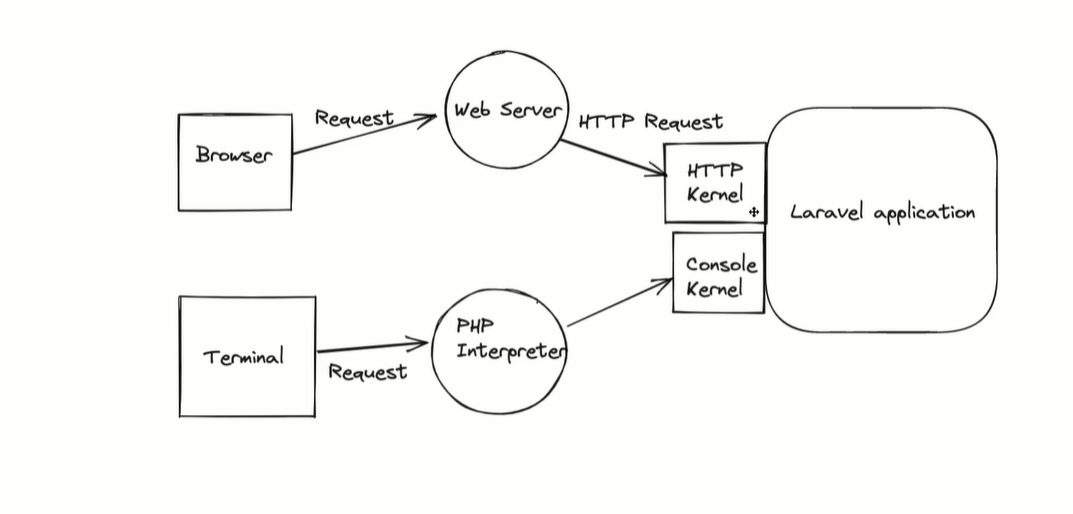 Request
Web Server
HTTP Request
Browser
HTTP
Kernel
Laravel application
Console
Kernel
PHP
Interpreter
Terminal
Request